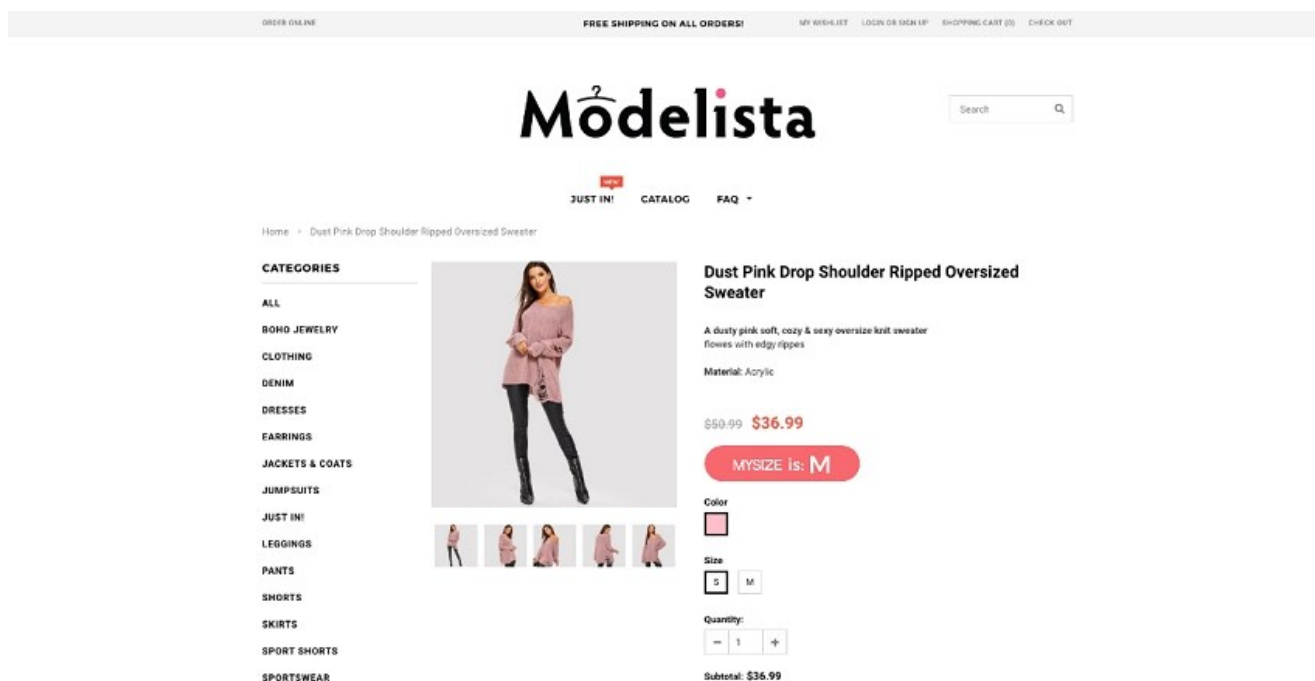 ORDER ONLINE
FREE SHIPPING ON ALL ORDERS!
MY WISHLIST LOGIN OR SIGN UP SHOPPING CART (0) CHECK OUT
Modelista
Search
NEW
JUST IN! CATALOG FAQ
Home Dust Pink Drop Shoulder Ripped Oversized Sweater
CATEGORIES
ALL
BOHO JEWELRY
CLOTHING
DENIM
DRESSES
EARRINGS
JACKETS & COATS
JUMPSUITS
JUST IN!
LEGGINGS
PANTS
SHORTS
SKIRTS
SPORT SHORTS
SPORTSWEAR
Dust Pink Drop Shoulder Ripped Oversized
Sweater
A dusty pink soft, cozy & sexy oversize knit sweater
flowes with edgy rippes
Material: Acrylic
$50.99 $36.99
MYSIZE is: M
Color
Size
S M
Quantity:
− 1 +
Subtotal: $36.99